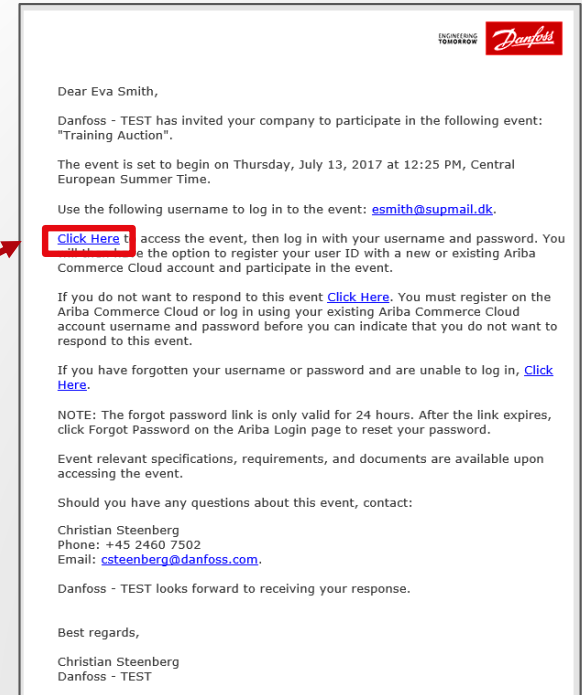 ENGINEERING
TOMORROW
Danfoss
Dear Eva Smith,
Danfoss - TEST has invited your company to participate in the following event:
"Training Auction".
The event is set to begin on Thursday, July 13, 2017 at 12:25 PM, Central
European Summer Time.
Use the following username to log in to the event: esmith@supmail.dk.
Click Here to access the event, then log in with your username and password. You
will then have the option to register your user ID with a new or existing Ariba
Commerce Cloud account and participate in the event.
If you do not want to respond to this event Click Here. You must register on the
Ariba Commerce Cloud or log in using your existing Ariba Commerce Cloud
account username and password before you can indicate that you do not want to
respond to this event.
If you have forgotten your username or password and are unable to log in, Click
Here.
NOTE: The forgot password link is only valid for 24 hours. After the link expires,
click Forgot Password on the Ariba Login page to reset your password.
Event relevant specifications, requirements, and documents are available upon
accessing the event.
Should you have any questions about this event, contact:
Christian Steenberg
Phone: +45 2460 7502
Email: csteenberg@danfoss.com.
Danfoss - TEST looks forward to receiving your response.
Best regards,
Christian Steenberg
Danfoss - TEST